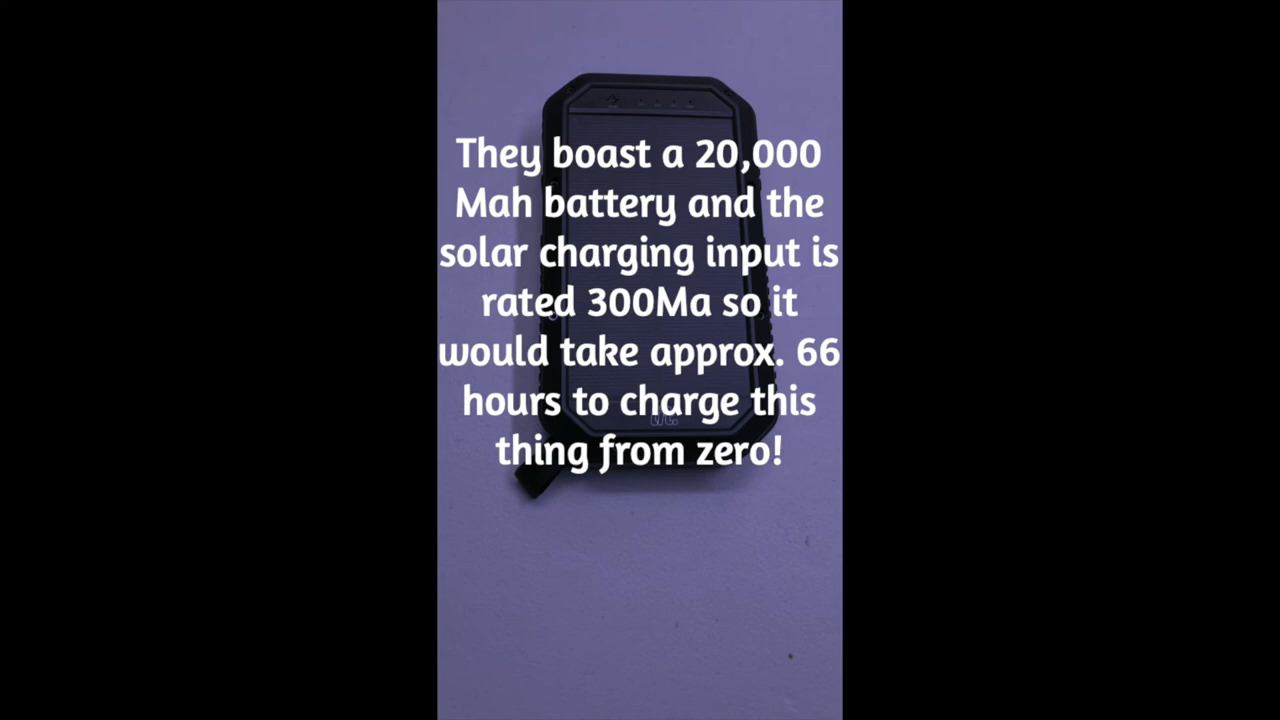 They boast a 20,000
Mah battery and the
solar charging input is
rated 300Ma so it
would take approx. 66
hours to charge this
thing from zero!